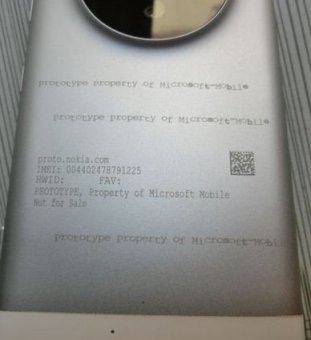 prototype property of Microsoft-Mobile
prototype property of Microsoft-Mobile
proto.nokia.com
IMEI: 004402478791225
HWID: FAV:
PROTOTYPE, Property of Microsoft Mobile
Not for Sale
prototype property of Microsoft-Mobil